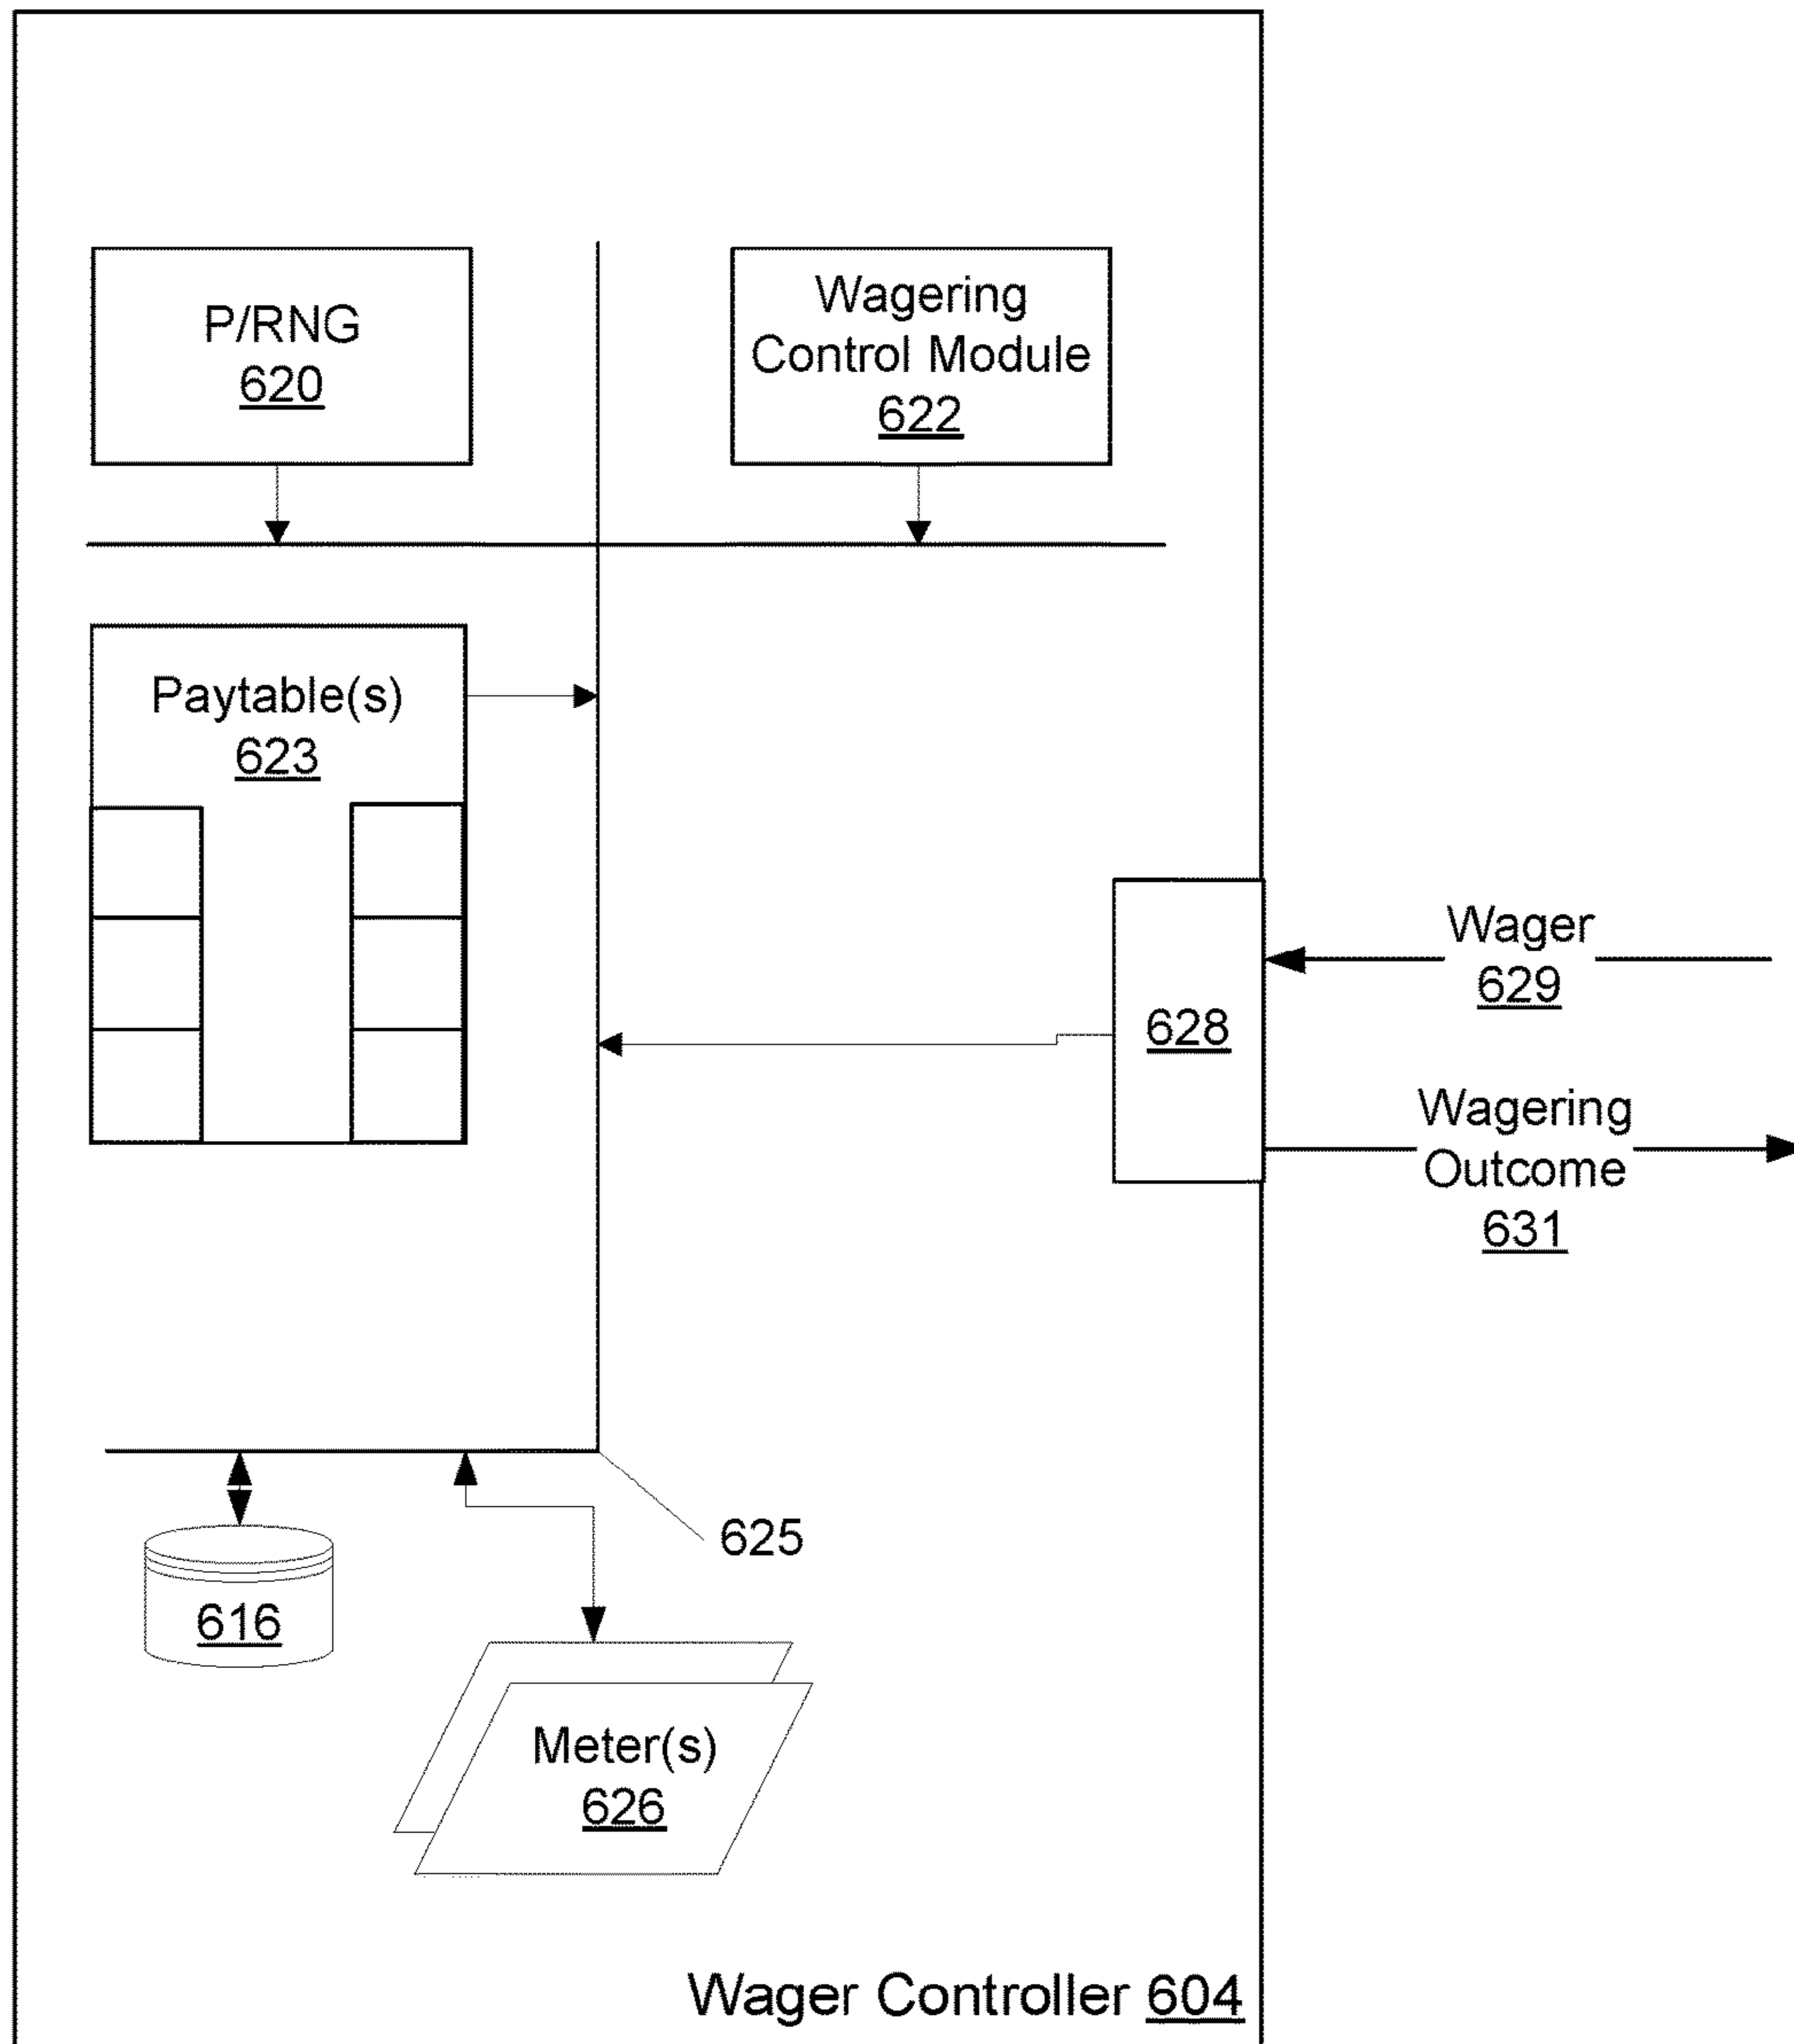 P/RNG
620
Wagering
Control Module
622
Paytable(s)
623
Wager
629
628
Wagering
Outcome
631
625
616
Meter(s)
626
Wager Controller 604